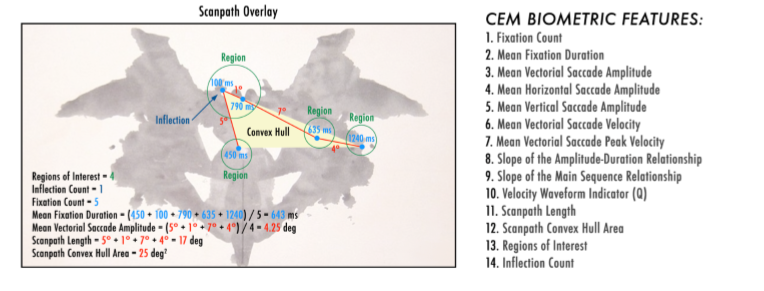 Scanpath Overlay
Region
100 ms
1°
790 ms
7°
Inflection
5°
Region
Region
Convex Hull
635 ms
1240 ms
4°
450 ms
Region
Regions of Interest = 4
Inflection Count = 1
Fixation Count = 5
Mean Fixation Duration = (450 + 100 + 790 + 635 + 1240) / 5 = 643 ms
Mean Vectorial Saccade Amplitude = (5° + 1° + 7° + 4°) / 4 = 4.25 deg
Scanpath Length = 5° + 1° + 7° + 4° = 17 deg
Scanpath Convex Hull Area = 25 deg²
CEM BIOMETRIC FEATURES:
1. Fixation Count
2. Mean Fixation Duration
3. Mean Vectorial Saccade Amplitude
4. Mean Horizontal Saccade Amplitude
5. Mean Vertical Saccade Amplitude
6. Mean Vectorial Saccade Velocity
7. Mean Vectorial Saccade Peak Velocity
8. Slope of the Amplitude-Duration Relationship
9. Slope of the Main Sequence Relationship
10. Velocity Waveform Indicator (Q)
11. Scanpath Length
12. Scanpath Convex Hull Area
13. Regions of Interest
14. Inflection Count